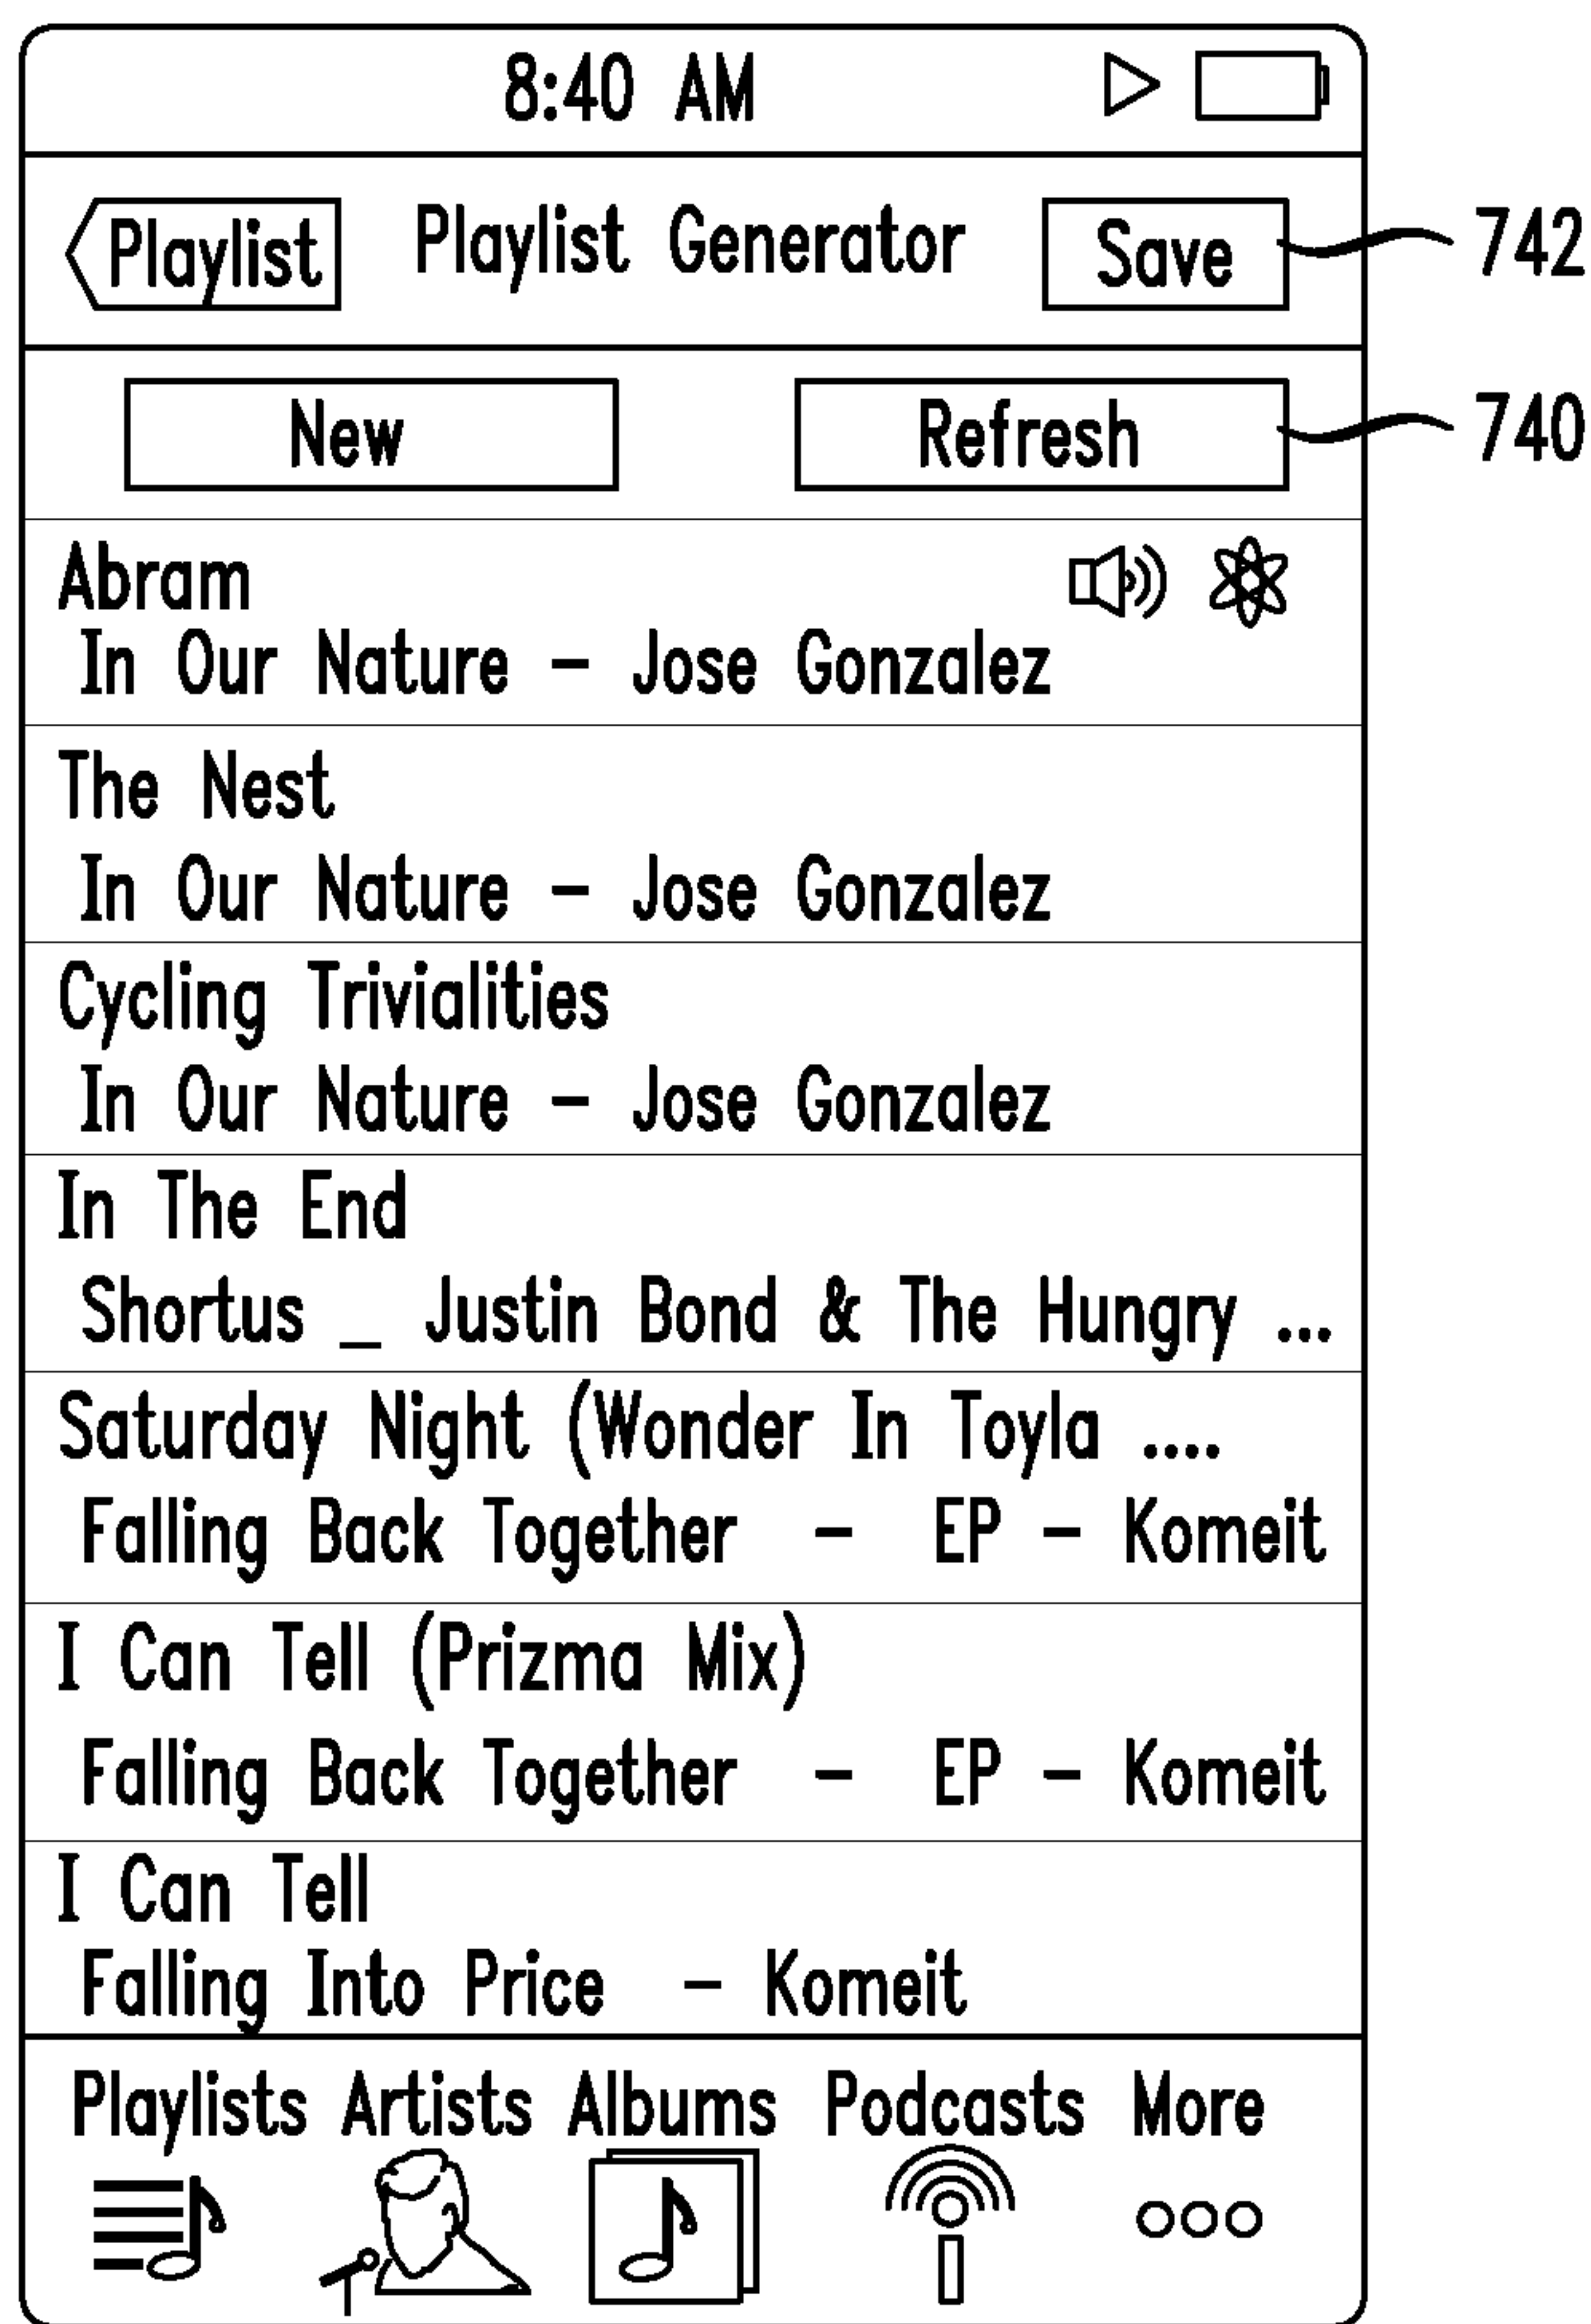 8:40 AM
Playlist Playlist Generator Save 742
New Refresh 740
Abram
In Our Nature - Jose Gonzalez
The Nest
In Our Nature - Jose Gonzalez
Cycling Trivialities
In Our Nature - Jose Gonzalez
In The End
Shortus _ Justin Bond & The Hungry ...
Saturday Night (Wonder In Toyla ....
Falling Back Together - EP - Komeit
I Can Tell (Prizma Mix)
Falling Back Together - EP - Komeit
I Can Tell
Falling Into Price - Komeit
Playlists Artists Albums Podcasts More